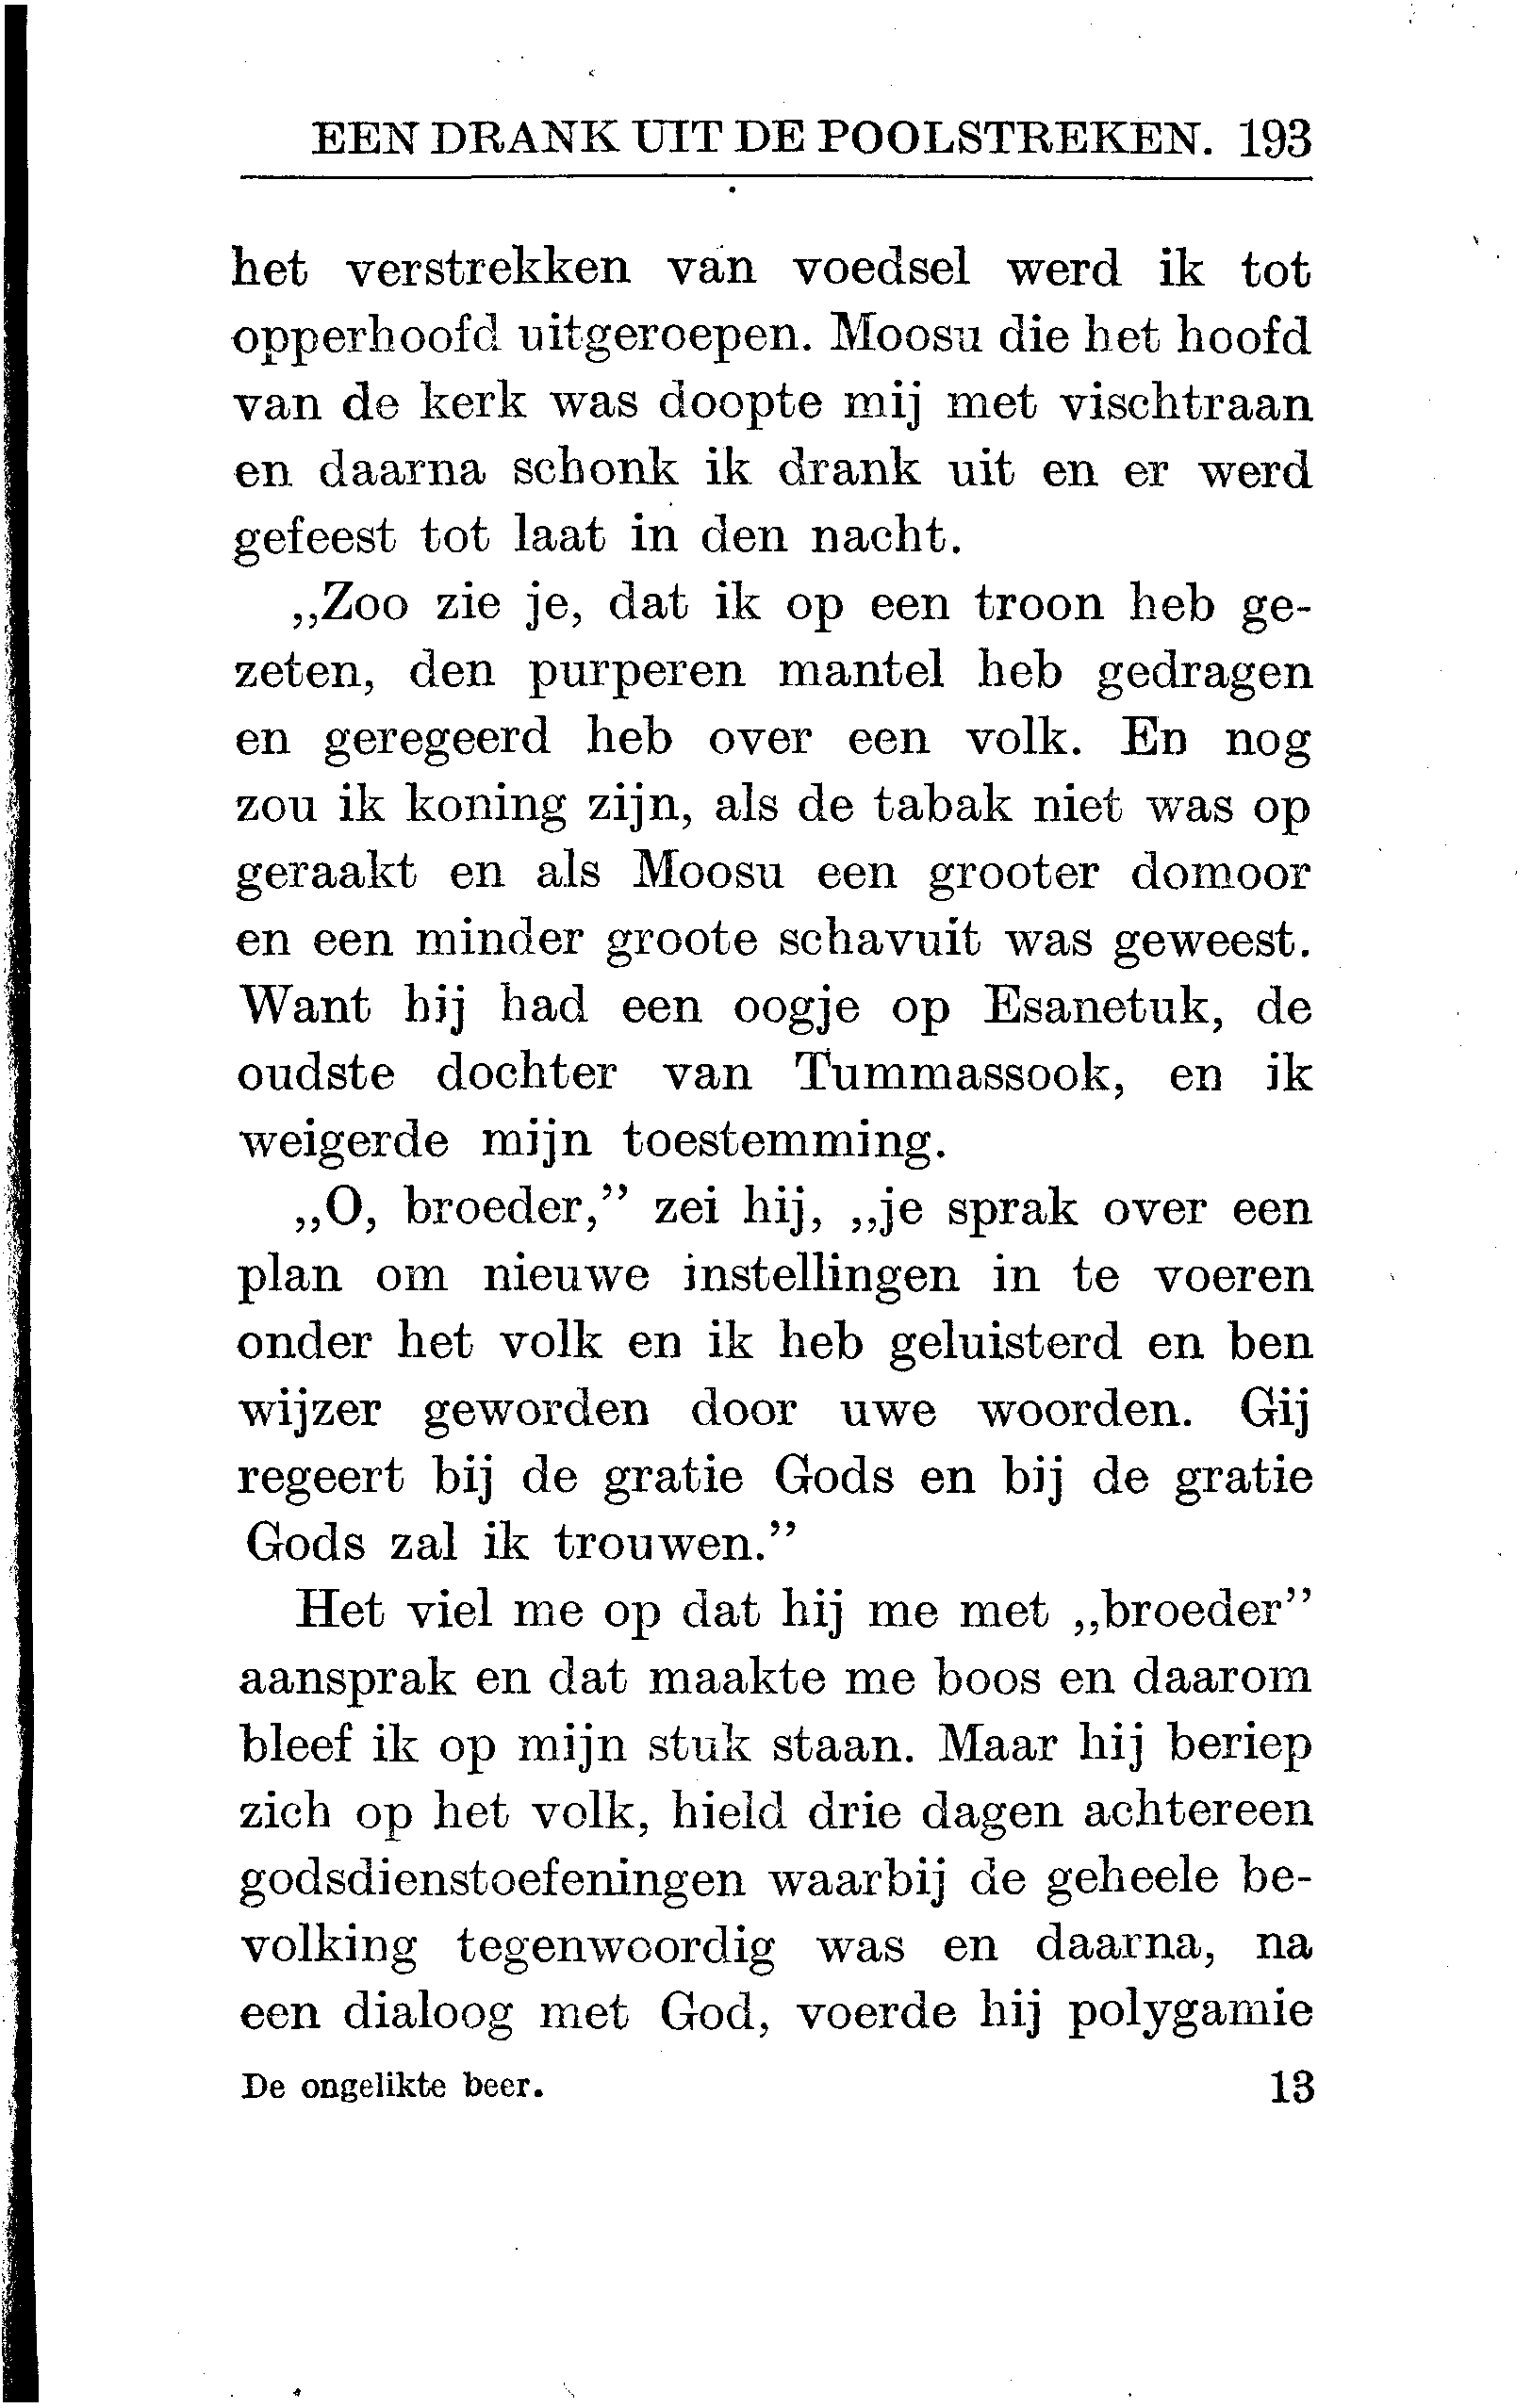 EEN DRANK UIT DE POOLSTREKEN. 193
het verstrekken van voedsel werd ik tot
opperhoofd uitgeroepen. Moosu die het hoofd
van de kerk was doopte mij met vischtraan
en daarna schonk ik drank uit en er werd
gefeest tot laat in den nacht.
„Zoo zie je, dat ik op een troon heb ge-
zeten, den purperen mantel heb gedragen
en geregeerd heb over een volk. En nog
zou ik koning zijn, als de tabak niet was op
geraakt en als Moosu een grooter domoor
en een minder groote schavuit was geweest.
Want hij had een oogje op Esanetuk, de
oudste dochter van Tummassook, en ik
weigerde mijn toestemming.
„O, broeder,” zei hij, „je sprak over een
plan om nieuwe instellingen in te voeren
onder het volk en ik heb geluisterd en ben
wijzer geworden door uwe woorden. Gij
regeert bij de gratie Gods en bij de gratie
Gods zal ik trouwen.”
Het viel me op dat hij me met „broeder”
aansprak en dat maakte me boos en daarom
bleef ik op mijn stuk staan. Maar hij beriep
zich op het volk, hield drie dagen achtereen
godsdienstoefeningen waarbij de geheele be-
volking tegenwoordig was en daarna, na
een dialoog met God, voerde hij polygamie
De ongelikte beer. 13